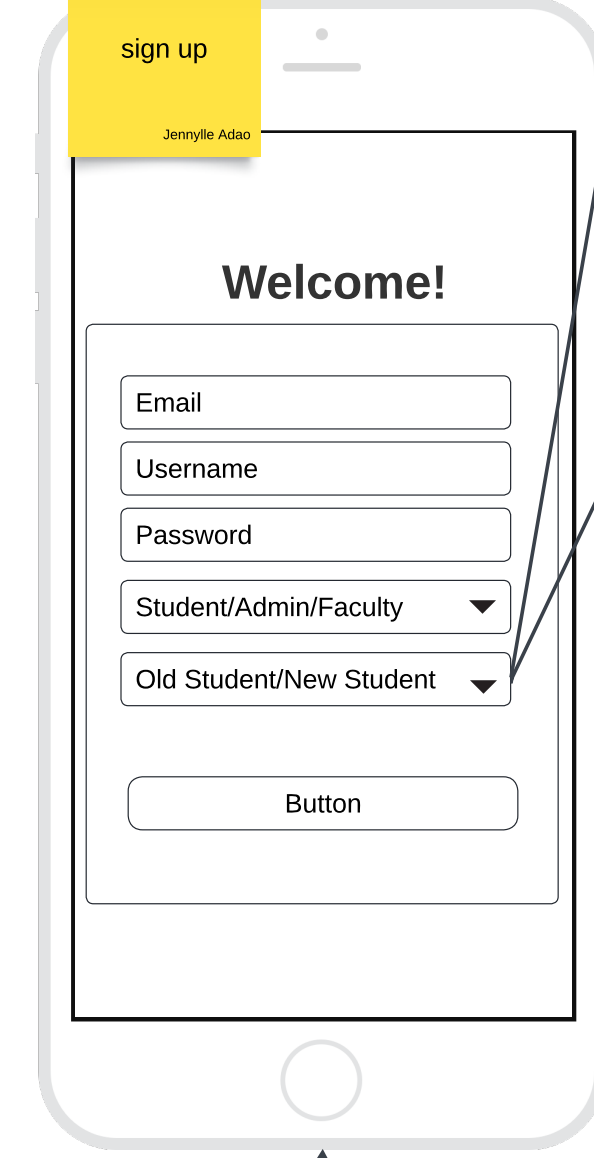 sign up
Jennylle Adao
Welcome!
Email
Username
Password
Student/Admin/Faculty
Old Student/New Student
Button